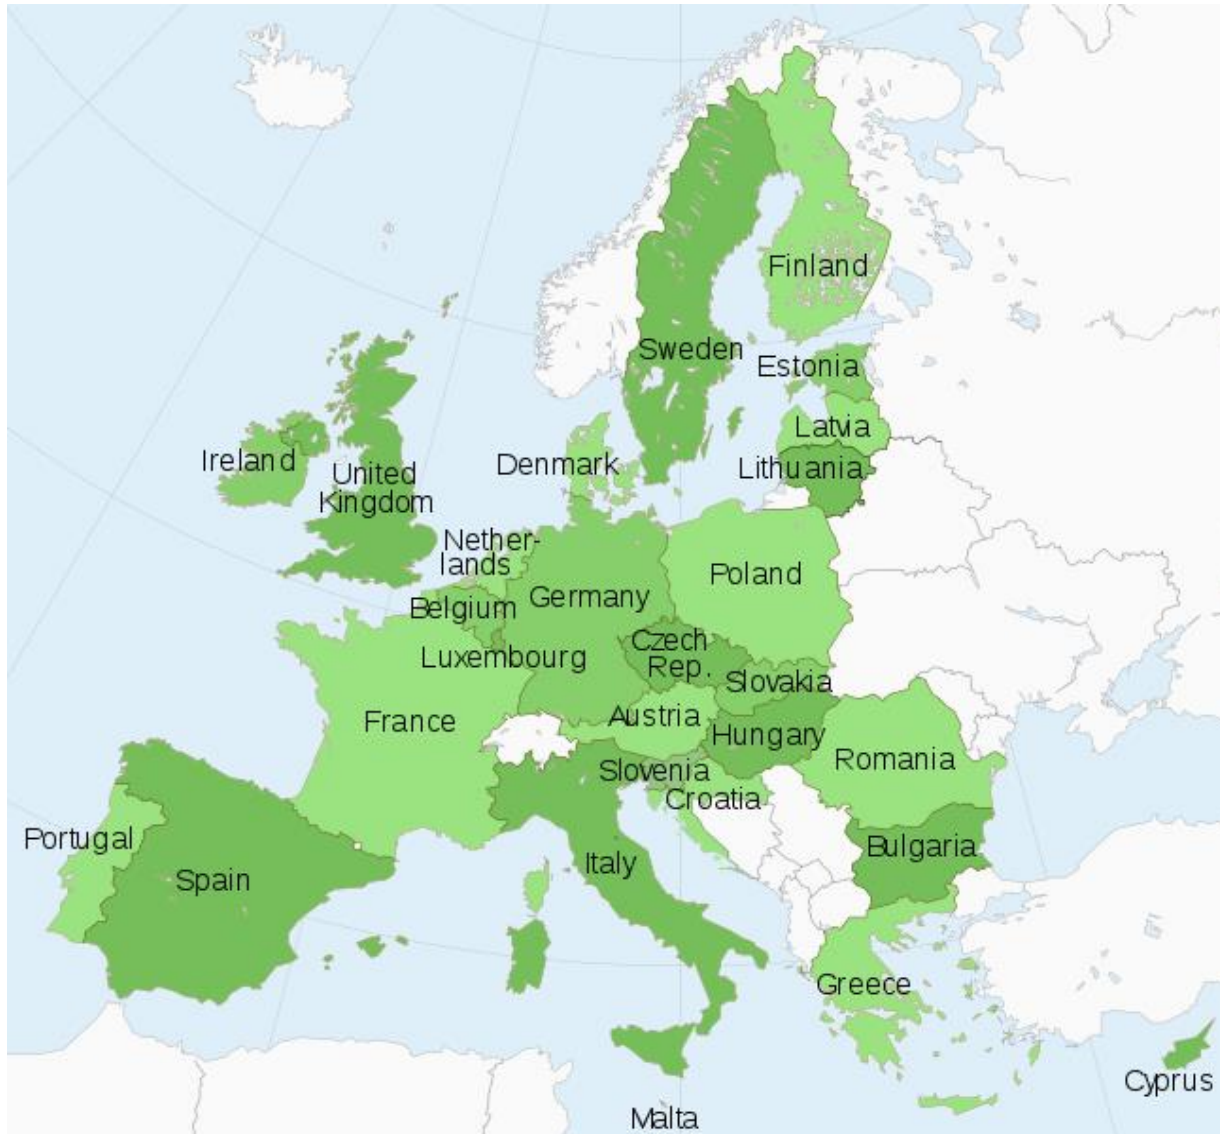 Finland
Sweden
Estonia
Latvia
Ireland
Denmark
Lithuania
United
Kingdom
Nether-
lands
Poland
Belgium
Germany
Czech
Rep.
Luxembourg
Slovakia
France
Austria
Hungary
Romania
Slovenia
Croatia
Portugal
Bulgaria
Italy
Spain
Greece
Cyprus
Malta